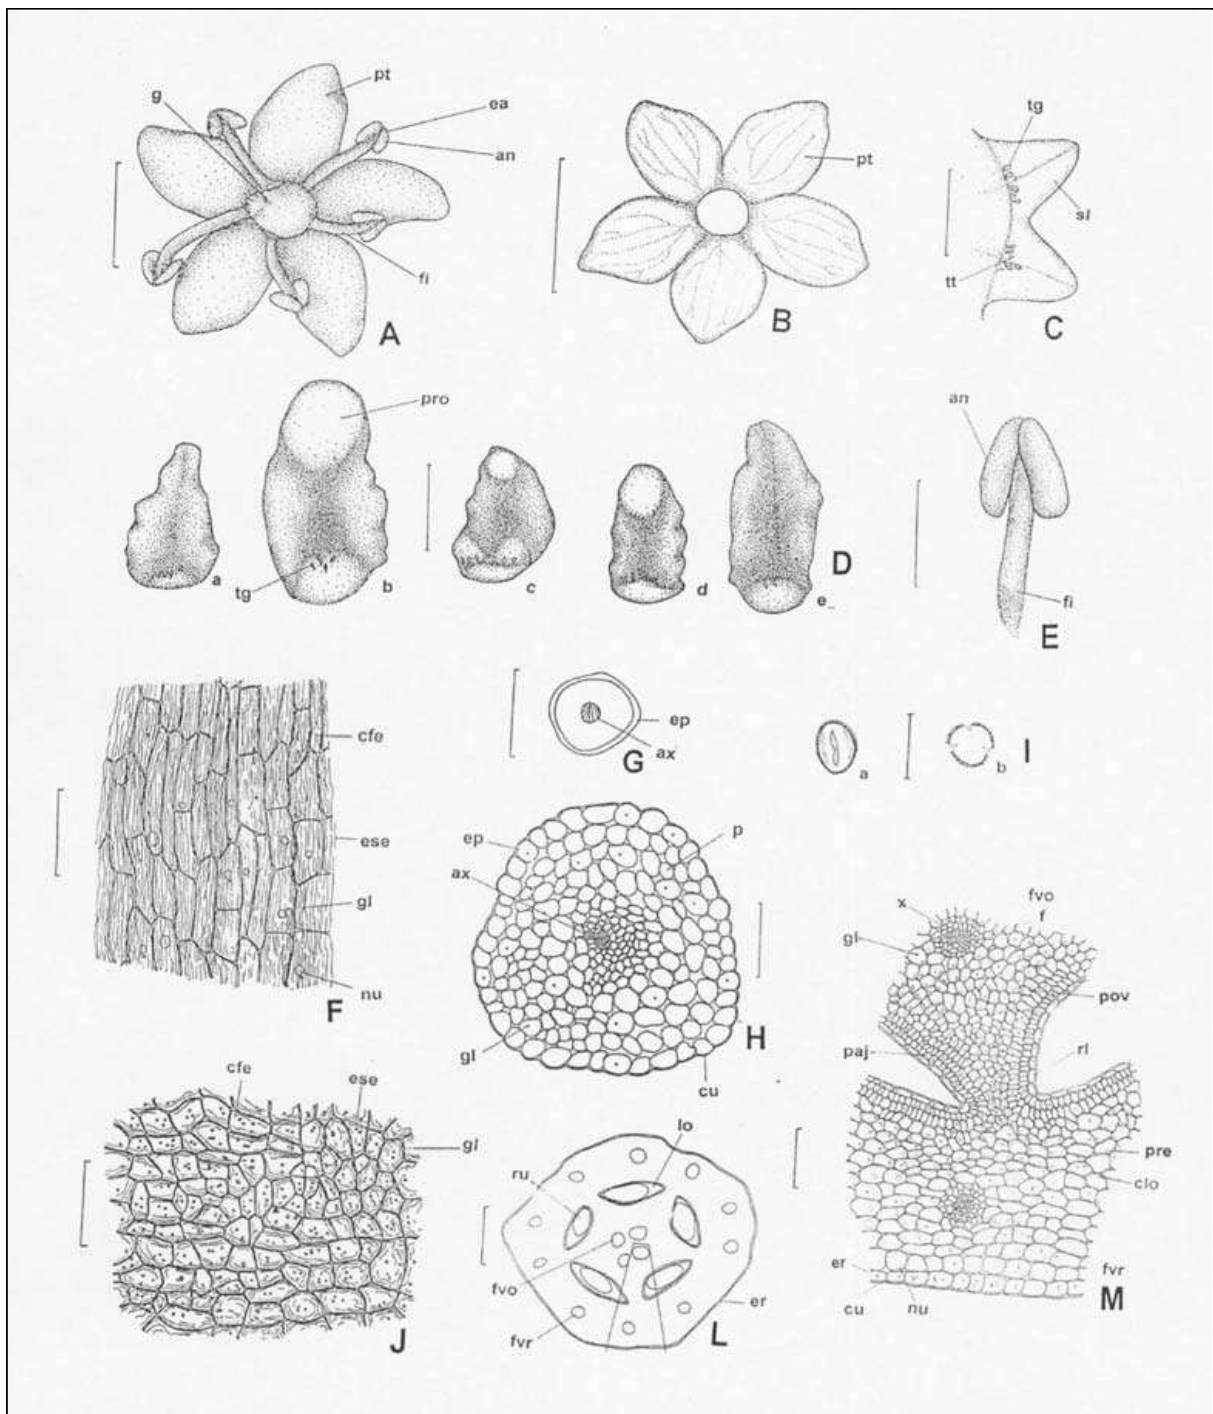 g
pt
ea
an
fi
A
pt
B
tg
sl
tt
C
pro
tg
a
b
c
d
e
D
an
fi
E
cfe
ese
gl
nu
F
ep
ax
G
a
b
I
ep
p
ax
gl
cu
H
x
fvo
f
gl
pov
paj
rl
pre
clo
er
fvr
cu
nu
M
cfe
ese
gl
J
lo
ru
fvo
er
fvr
L